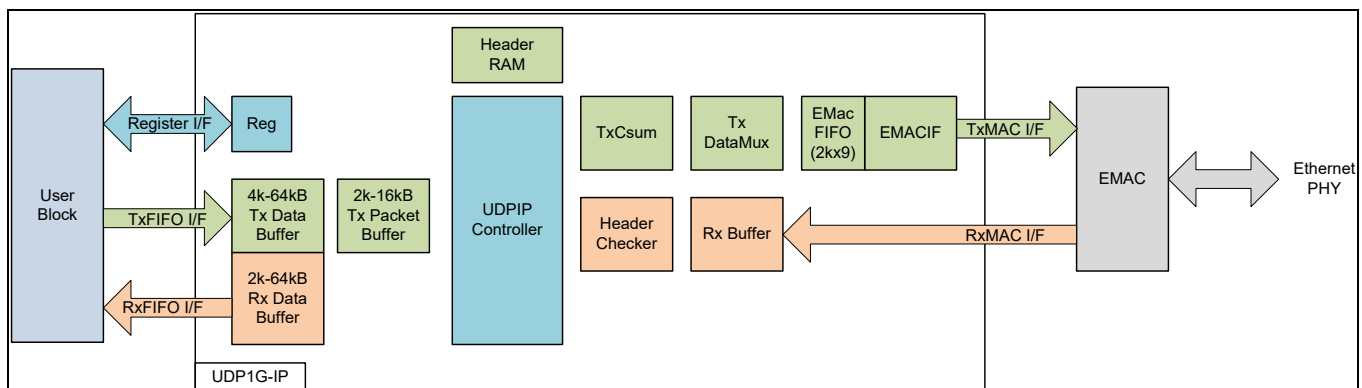 Header
RAM
Register I/F
Reg
TxCsum
Tx
DataMux
EMac
FIFO
(2kx9)
EMACIF
TxMAC I/F
User
Block
TxFIFO I/F
4k-64kB
Tx Data
Buffer
2k-16kB
Tx Packet
Buffer
UDPIP
Controller
Header
Checker
Rx Buffer
RxMAC I/F
EMAC
Ethernet
PHY
RxFIFO I/F
2k-64kB
Rx Data
Buffer
UDP1G-IP